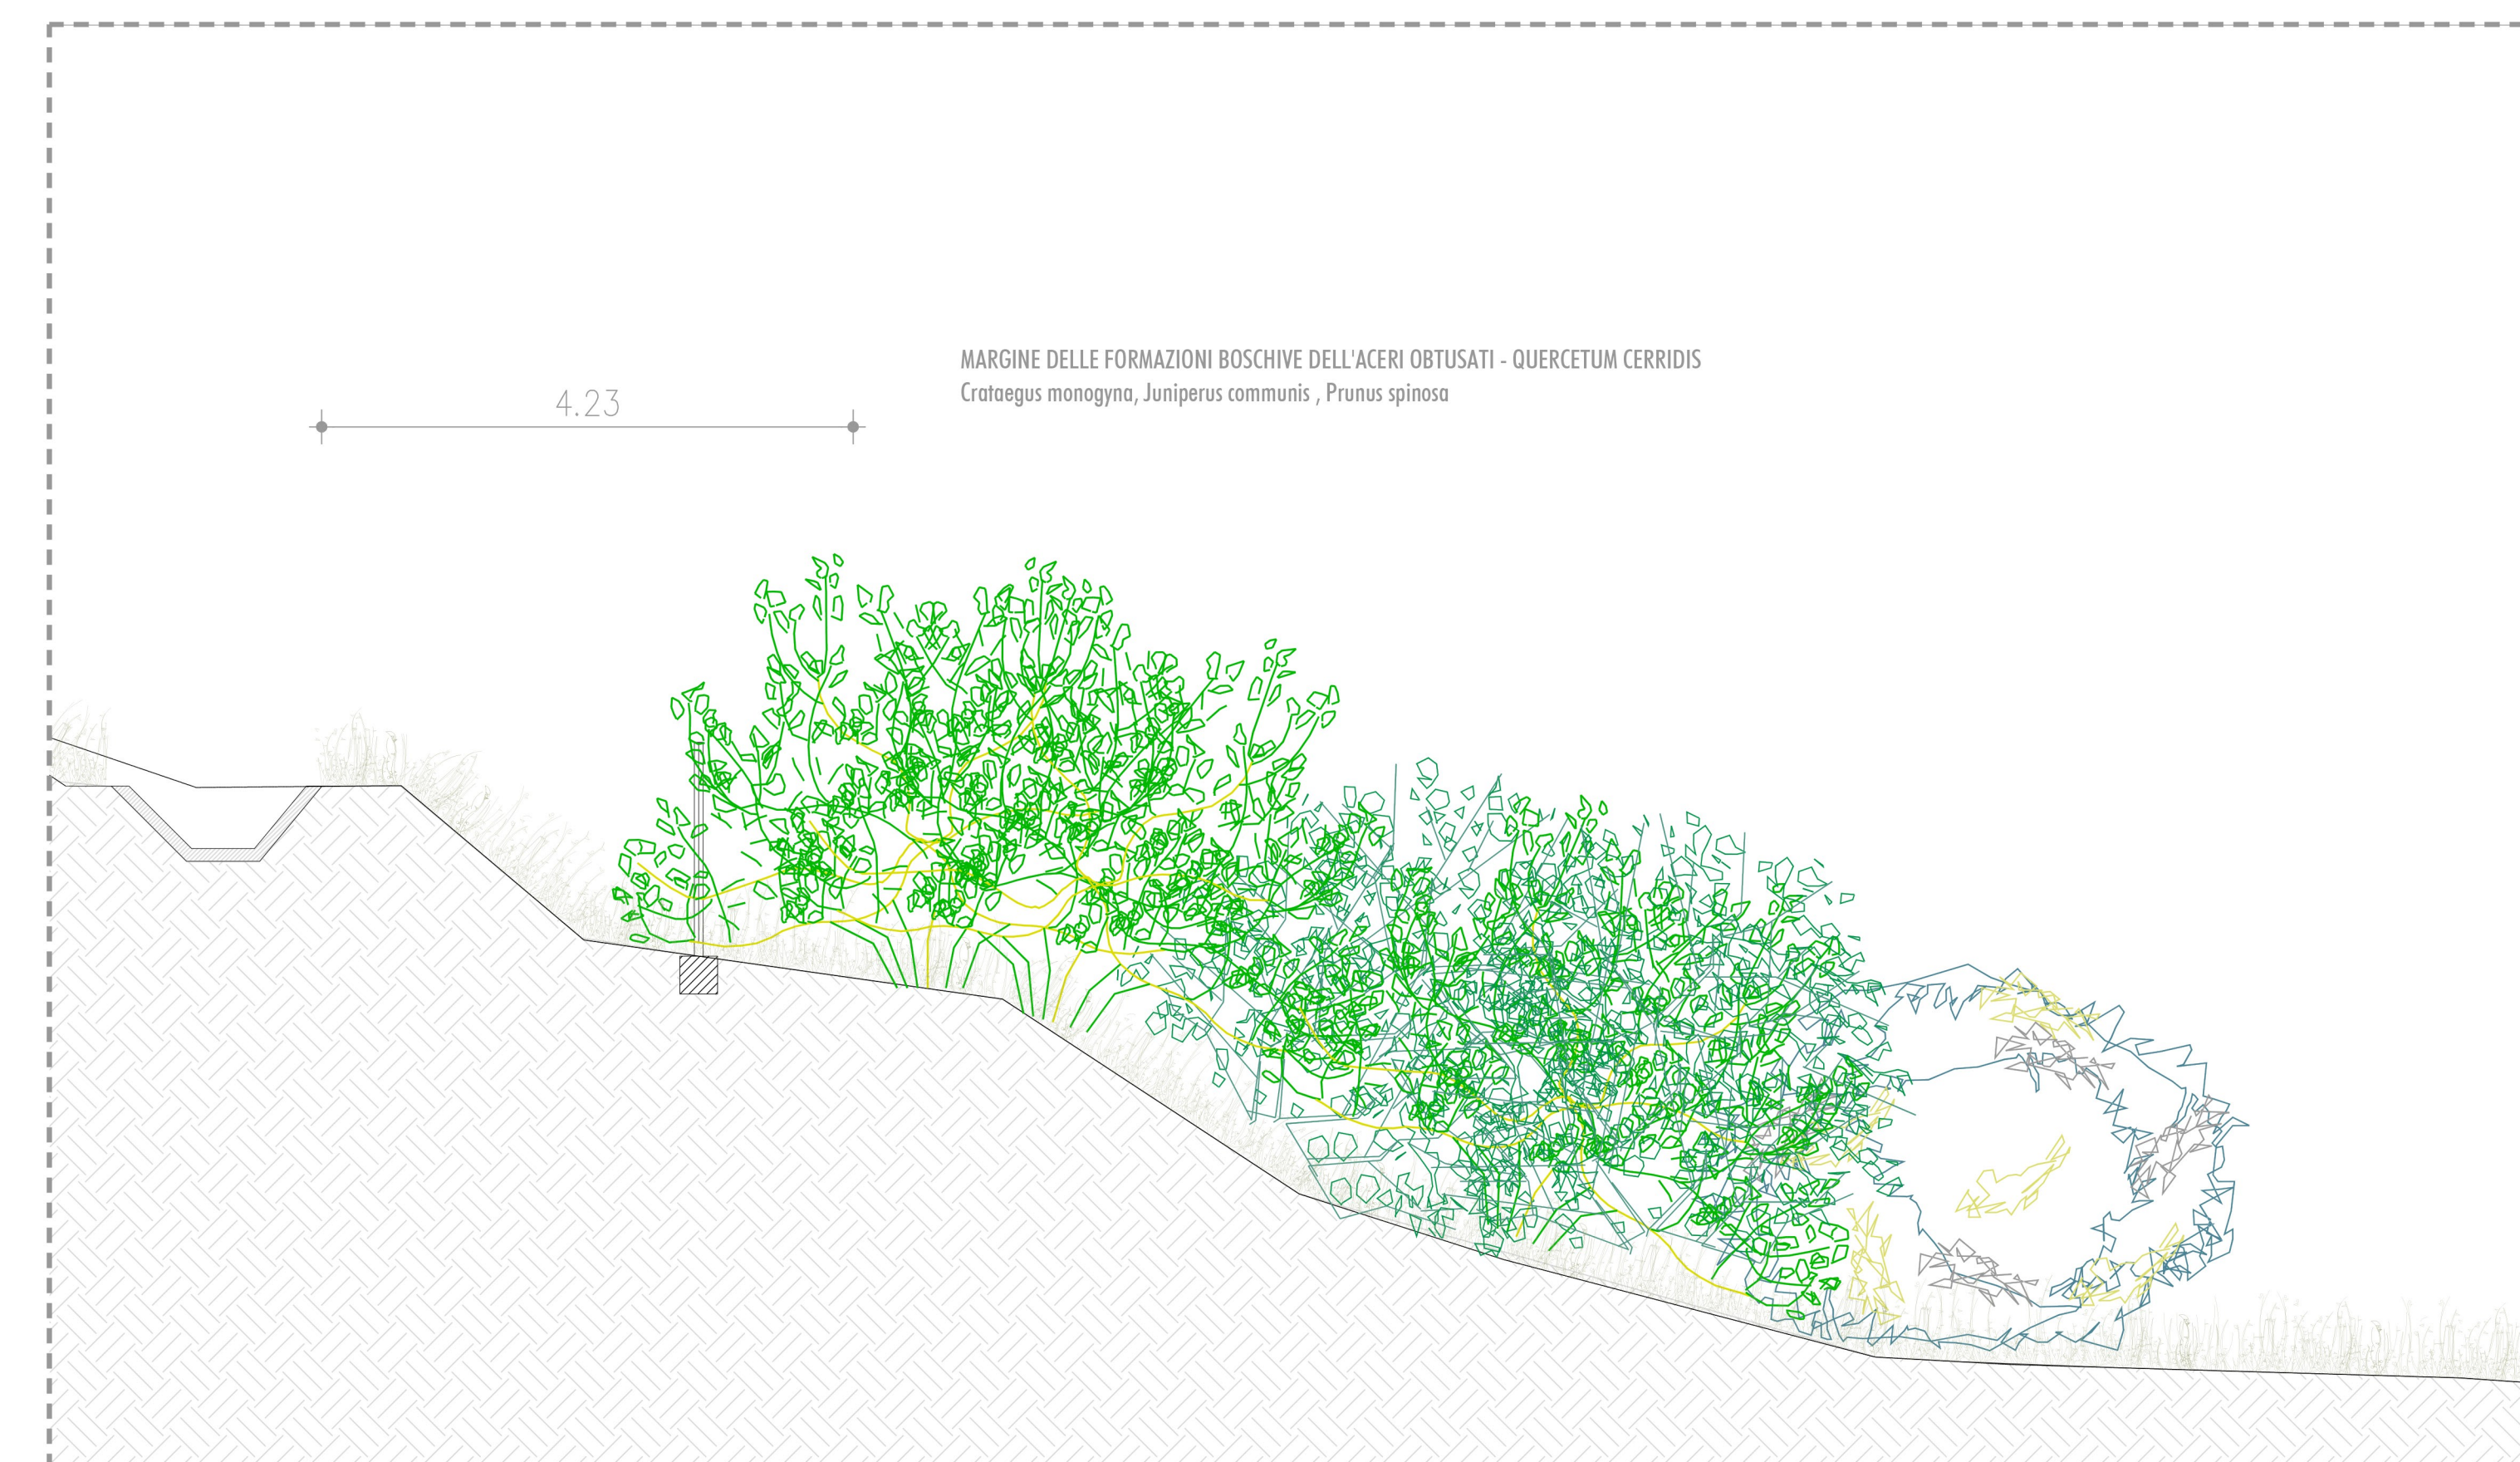 MARGINE DELLE FORMAZIONI BOSCHIVE DELL'ACERI OBTUSATI - QUERCETUM CERRIDIS
Crataegus monogyna, Juniperus communis , Prunus spinosa
4.23